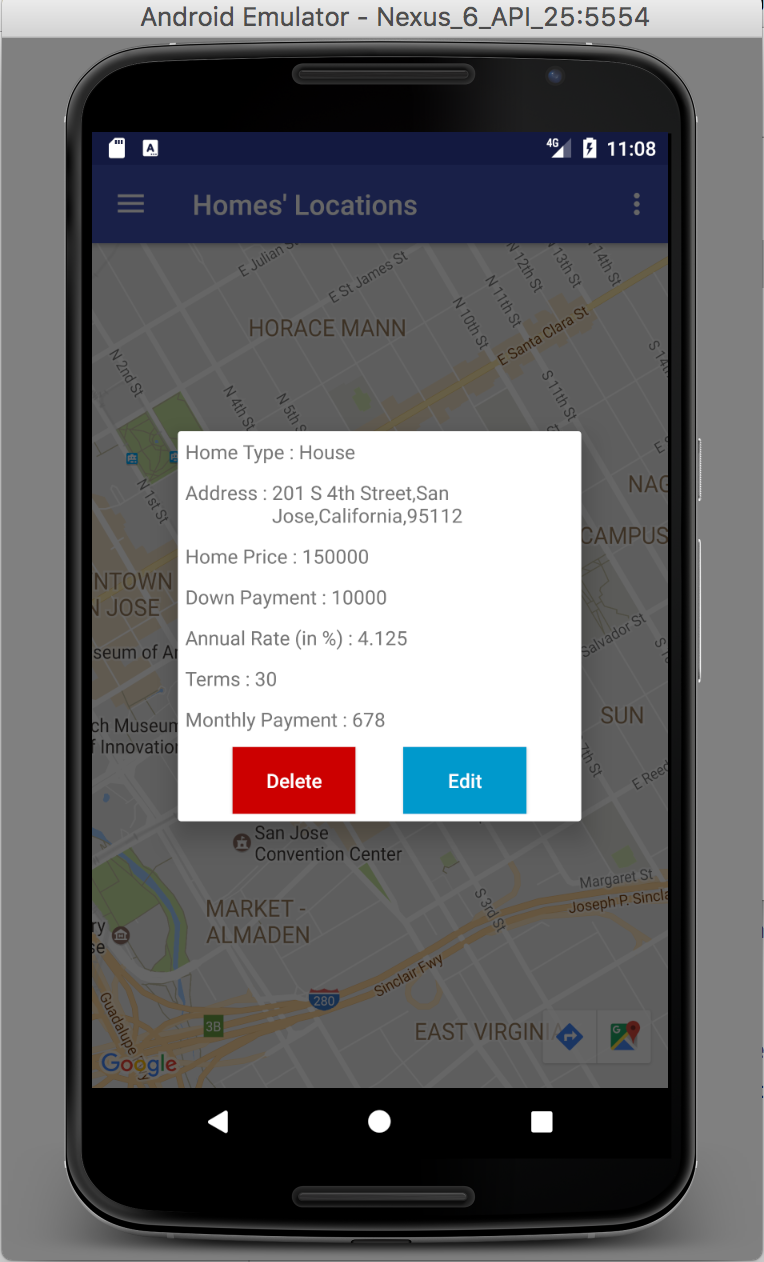 Android Emulator - Nexus_6_API_25:5554
4G
11:08
Homes' Locations
E Julian St
E St James St
N 12th St
N 13th St
N 14th St
N 11th St
N 10th St
HORACE MANN
E Santa Clara St
N 2nd St
N 4th St
N 5th St
S 11th St
S 14th
N 1st St
E S
NAG
CAMPUS
NTOWN
N JOSE
Home Type : House
Address : 201 S 4th Street,San
Jose,California,95112
Home Price : 150000
Down Payment : 10000
Annual Rate (in %) : 4.125
Terms : 30
Monthly Payment : 678
Delete
Edit
seum of Ar
Salvador St
ch Museum
f Innovation
SUN
7th St
E Reed
San Jose
Convention Center
MARKET -
ALMADEN
S 3rd St
Margaret St
Joseph P. Sincla
ry
se
Sinclair Fwy
280
3B
Guadalupe
EAST VIRGINIA
Google